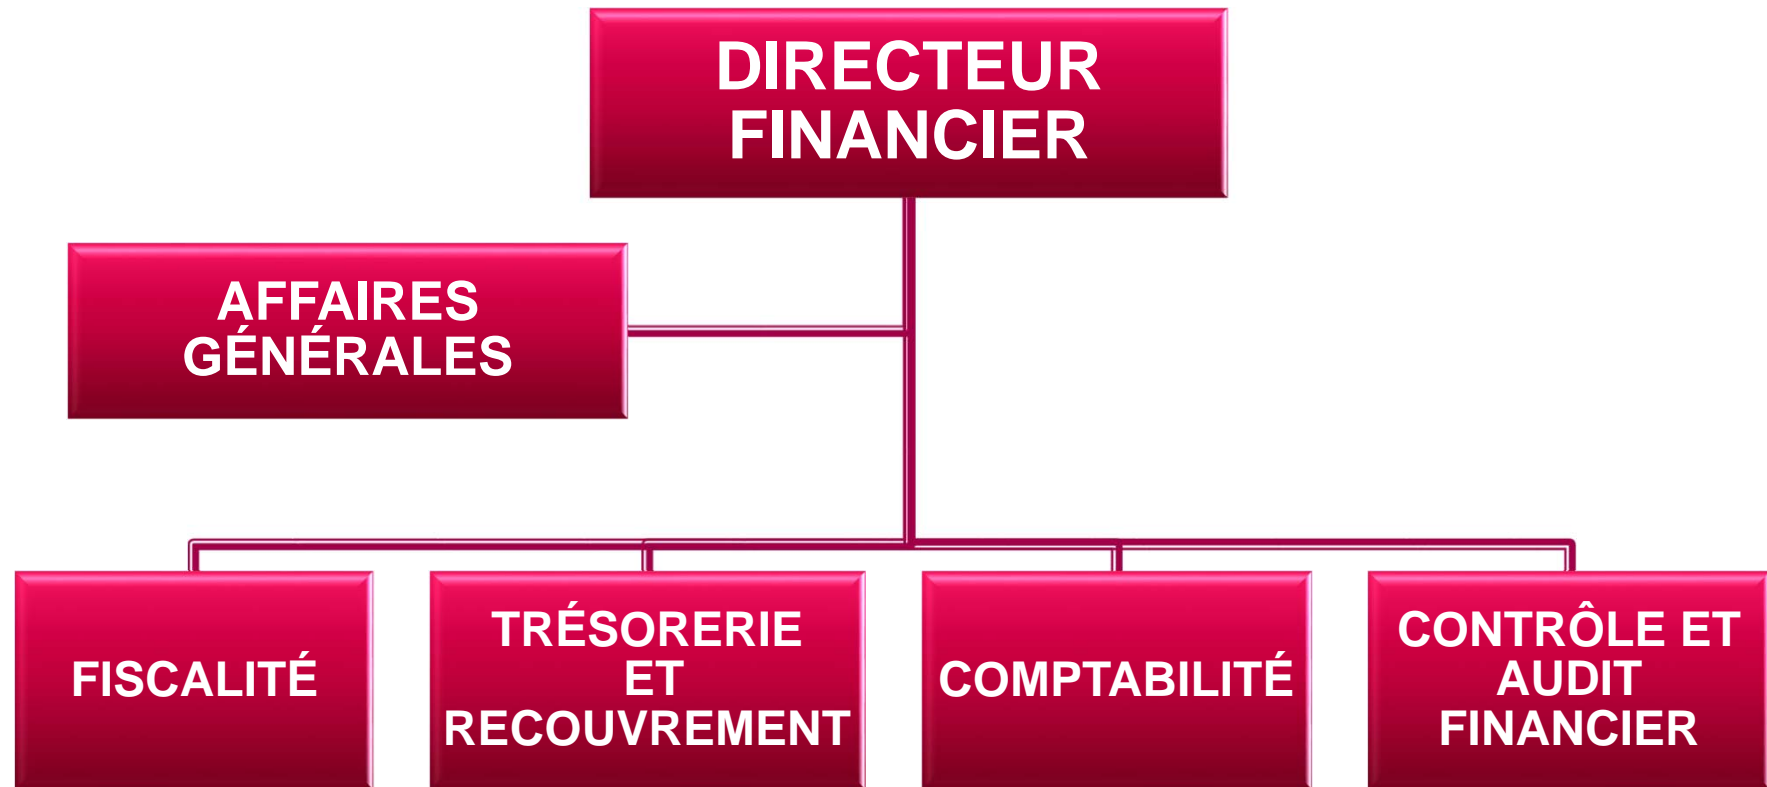 DIRECTEUR
FINANCIER
AFFAIRES
GÉNÉRALES
FISCALITÉ
TRÉSORERIE
ET
RECOUVREMENT
COMPTABILITÉ
CONTRÔLE ET
AUDIT
FINANCIER